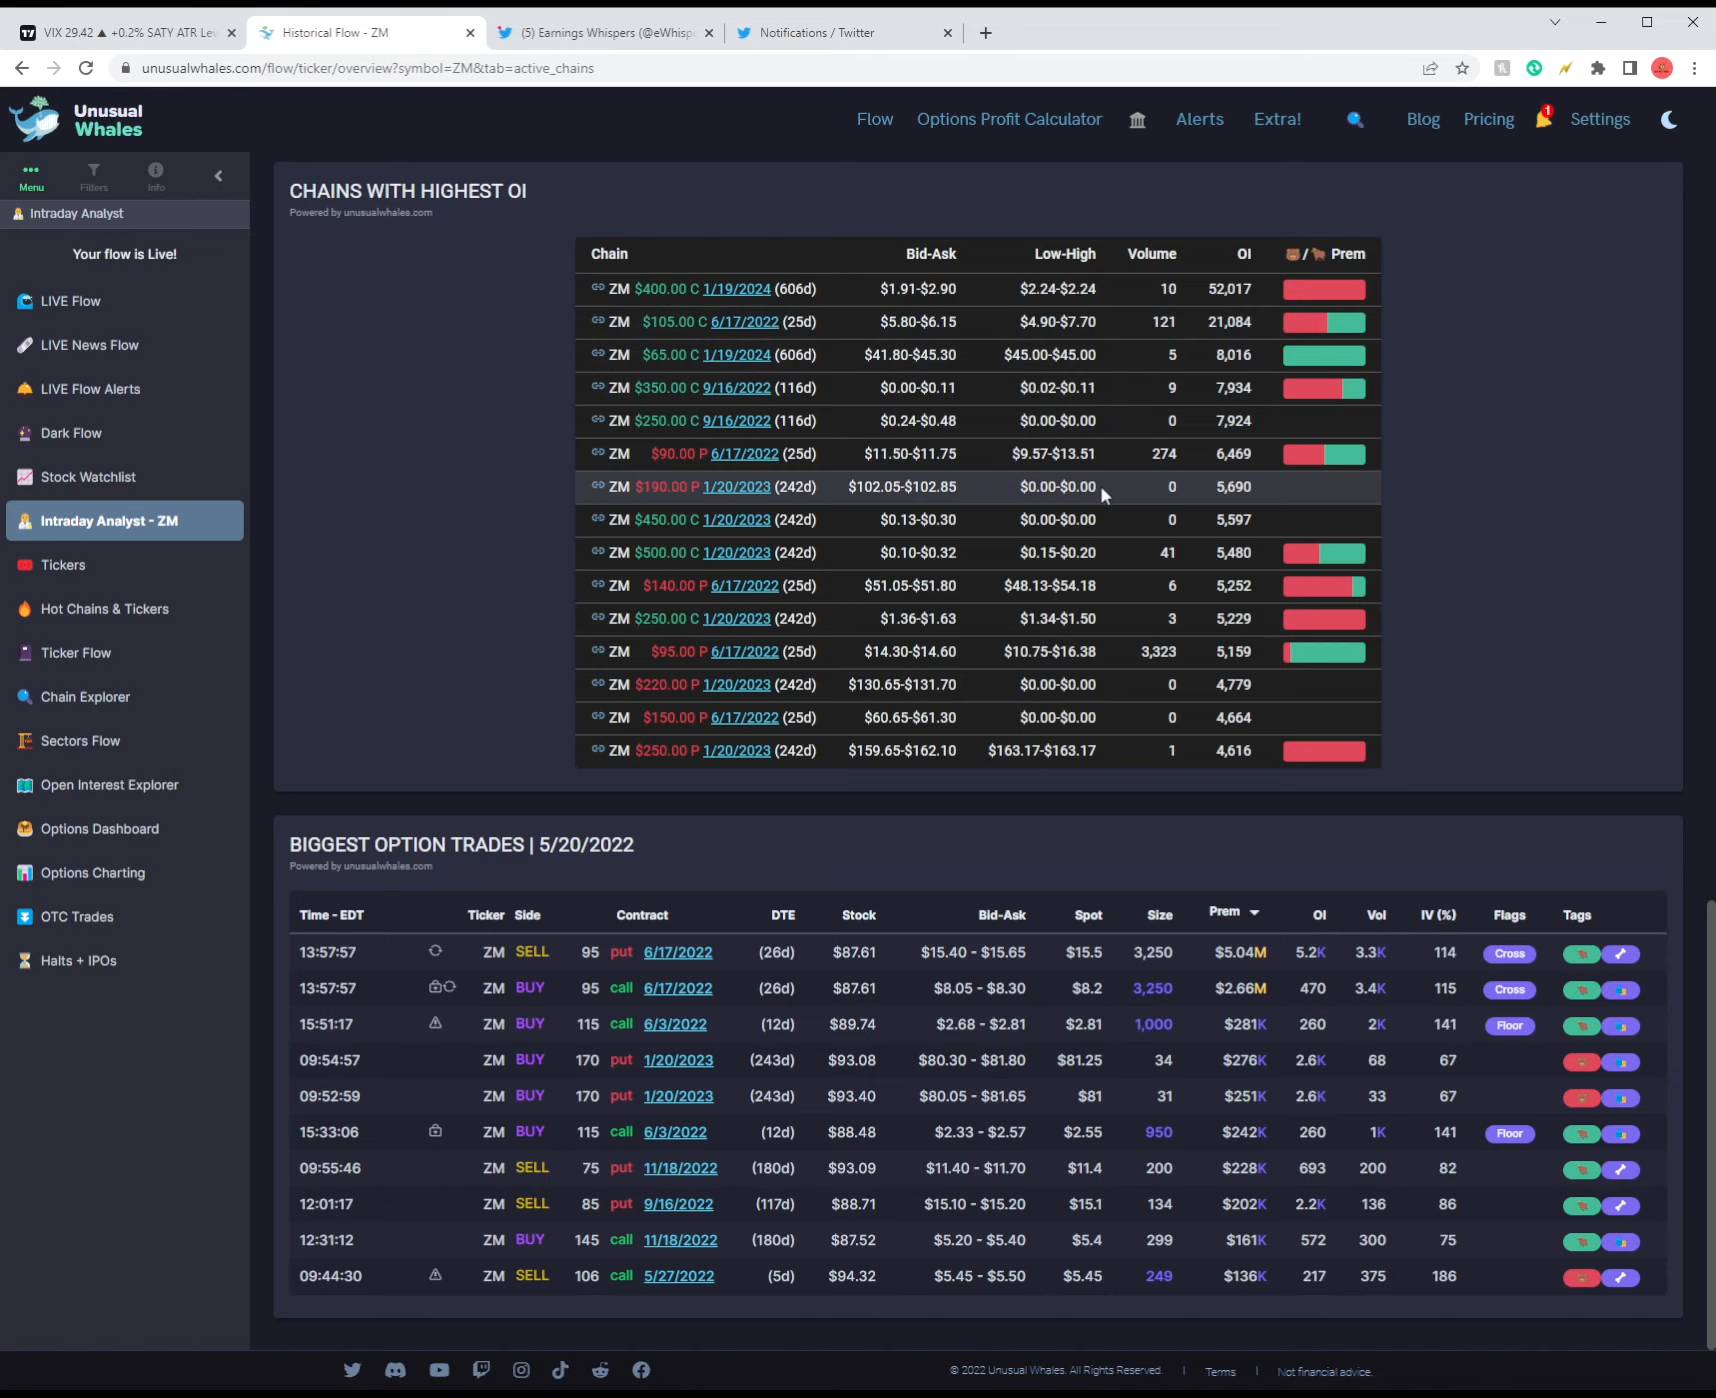 VIX 29.42 ▲ +0.2% SATY ATR Lev
Historical Flow - ZM
(5) Earnings Whispers (@eWhisp
Notifications / Twitter
unusualwhales.com/flow/ticker/overview?symbol=ZM&tab=active_chains
Unusual
Whales
Flow Options Profit Calculator Alerts Extra! Blog Pricing 1 Settings
Menu Filters Info
Intraday Analyst
Your flow is Live!
LIVE Flow
LIVE News Flow
LIVE Flow Alerts
Dark Flow
Stock Watchlist
Intraday Analyst - ZM
Tickers
Hot Chains & Tickers
Ticker Flow
Chain Explorer
Sectors Flow
Open Interest Explorer
Options Dashboard
Options Charting
OTC Trades
Halts + IPOs
CHAINS WITH HIGHEST OI
Powered by unusualwhales.com
Chain Bid-Ask Low-High Volume OI 🐻/🐂 Prem
ZM $400.00 C 1/19/2024 (606d) $1.91-$2.90 $2.24-$2.24 10 52,017
ZM $105.00 C 6/17/2022 (25d) $5.80-$6.15 $4.90-$7.70 121 21,084
ZM $65.00 C 1/19/2024 (606d) $41.80-$45.30 $45.00-$45.00 5 8,016
ZM $350.00 C 9/16/2022 (116d) $0.00-$0.11 $0.02-$0.11 9 7,934
ZM $250.00 C 9/16/2022 (116d) $0.24-$0.48 $0.00-$0.00 0 7,924
ZM $90.00 P 6/17/2022 (25d) $11.50-$11.75 $9.57-$13.51 274 6,469
ZM $190.00 P 1/20/2023 (242d) $102.05-$102.85 $0.00-$0.00 0 5,690
ZM $450.00 C 1/20/2023 (242d) $0.13-$0.30 $0.00-$0.00 0 5,597
ZM $500.00 C 1/20/2023 (242d) $0.10-$0.32 $0.15-$0.20 41 5,480
ZM $140.00 P 6/17/2022 (25d) $51.05-$51.80 $48.13-$54.18 6 5,252
ZM $250.00 C 1/20/2023 (242d) $1.36-$1.63 $1.34-$1.50 3 5,229
ZM $95.00 P 6/17/2022 (25d) $14.30-$14.60 $10.75-$16.38 3,323 5,159
ZM $220.00 P 1/20/2023 (242d) $130.65-$131.70 $0.00-$0.00 0 4,779
ZM $150.00 P 6/17/2022 (25d) $60.65-$61.30 $0.00-$0.00 0 4,664
ZM $250.00 P 1/20/2023 (242d) $159.65-$162.10 $163.17-$163.17 1 4,616
BIGGEST OPTION TRADES | 5/20/2022
Powered by unusualwhales.com
Time - EDT Ticker Side Contract DTE Stock Bid-Ask Spot Size Prem OI Vol IV (%) Flags Tags
13:57:57 ZM SELL 95 put 6/17/2022 (26d) $87.61 $15.40 - $15.65 $15.5 3,250 $5.04M 5.2K 3.3K 114 Cross
13:57:57 ZM BUY 95 call 6/17/2022 (26d) $87.61 $8.05 - $8.30 $8.2 3,250 $2.66M 470 3.4K 115 Cross
15:51:17 ZM BUY 115 call 6/3/2022 (12d) $89.74 $2.68 - $2.81 $2.81 1,000 $281K 260 2K 141 Floor
09:54:57 ZM BUY 170 put 1/20/2023 (243d) $93.08 $80.30 - $81.80 $81.25 34 $276K 2.6K 68 67
09:52:59 ZM BUY 170 put 1/20/2023 (243d) $93.40 $80.05 - $81.65 $81 31 $251K 2.6K 33 67
15:33:06 ZM BUY 115 call 6/3/2022 (12d) $88.48 $2.33 - $2.57 $2.55 950 $242K 260 1K 141 Floor
09:55:46 ZM SELL 75 put 11/18/2022 (180d) $93.09 $11.40 - $11.70 $11.4 200 $228K 693 200 82
12:01:17 ZM SELL 85 put 9/16/2022 (117d) $88.71 $15.10 - $15.20 $15.1 134 $202K 2.2K 136 86
12:31:12 ZM BUY 145 call 11/18/2022 (180d) $87.52 $5.20 - $5.40 $5.4 299 $161K 572 300 75
09:44:30 ZM SELL 106 call 5/27/2022 (5d) $94.32 $5.45 - $5.50 $5.45 249 $136K 217 375 186
© 2022 Unusual Whales. All Rights Reserved. | Terms | Not financial advice.